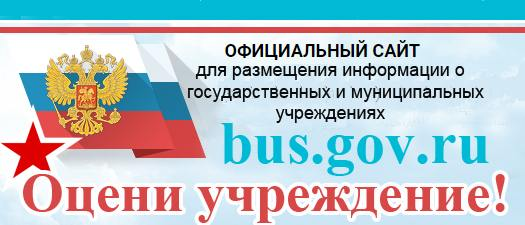 ОФИЦИАЛЬНЫЙ САЙТ
для размещения информации о
государственных и муниципальных
учреждениях
bus.gov.ru
Оцени учреждение!